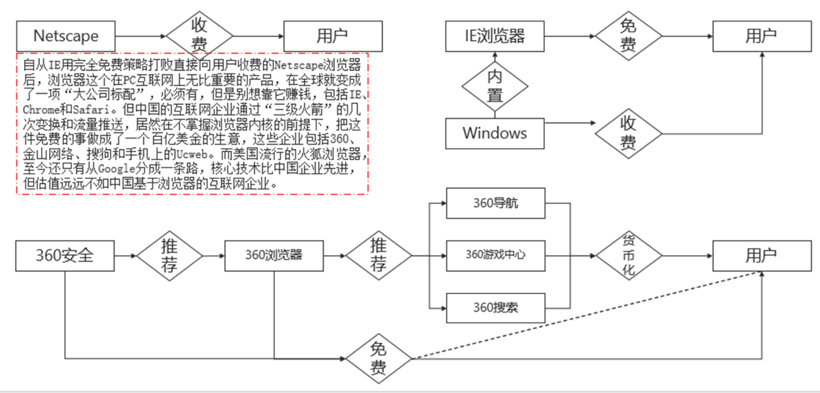 Netscape
收费
用户
IE浏览器
免费
用户
自从IE用完全免费策略打败直接向用户收费的Netscape浏览器
后，浏览器这个在PC互联网上无比重要的产品，在全球就变成
了一项“大公司标配”，必须有，但是别想靠它赚钱，包括IE、
Chrome和Safari。但中国的互联网企业通过“三级火箭”的几
次变换和流量推送，居然在不掌握浏览器内核的前提下，把这
件免费的事做成了一个百亿美金的生意，这些企业包括360、
金山网络、搜狗和手机上的Ucweb。而美国流行的火狐浏览器，
至今还只有从Google分成一条路，核心技术比中国企业先进，
但估值远远不如中国基于浏览器的互联网企业。
内置
Windows
收费
360导航
360安全
推荐
360浏览器
推荐
360游戏中心
货币化
用户
360搜索
免费